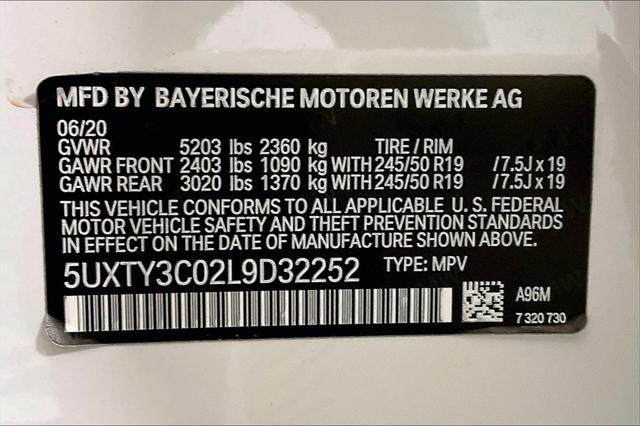 MFD BY BAYERISCHE MOTOREN WERKE AG
06/20
GVWR 5203 lbs 2360 kg TIRE / RIM
GAWR FRONT 2403 lbs 1090 kg WITH 245/50 R19 /7.5J x 19
GAWR REAR 3020 lbs 1370 kg WITH 245/50 R19 /7.5J x 19
THIS VEHICLE CONFORMS TO ALL APPLICABLE U. S. FEDERAL
MOTOR VEHICLE SAFETY AND THEFT PREVENTION STANDARDS
IN EFFECT ON THE DATE OF MANUFACTURE SHOWN ABOVE.
5UXTY3C02L9D32252 TYPE: MPV
A96M
7 320 730